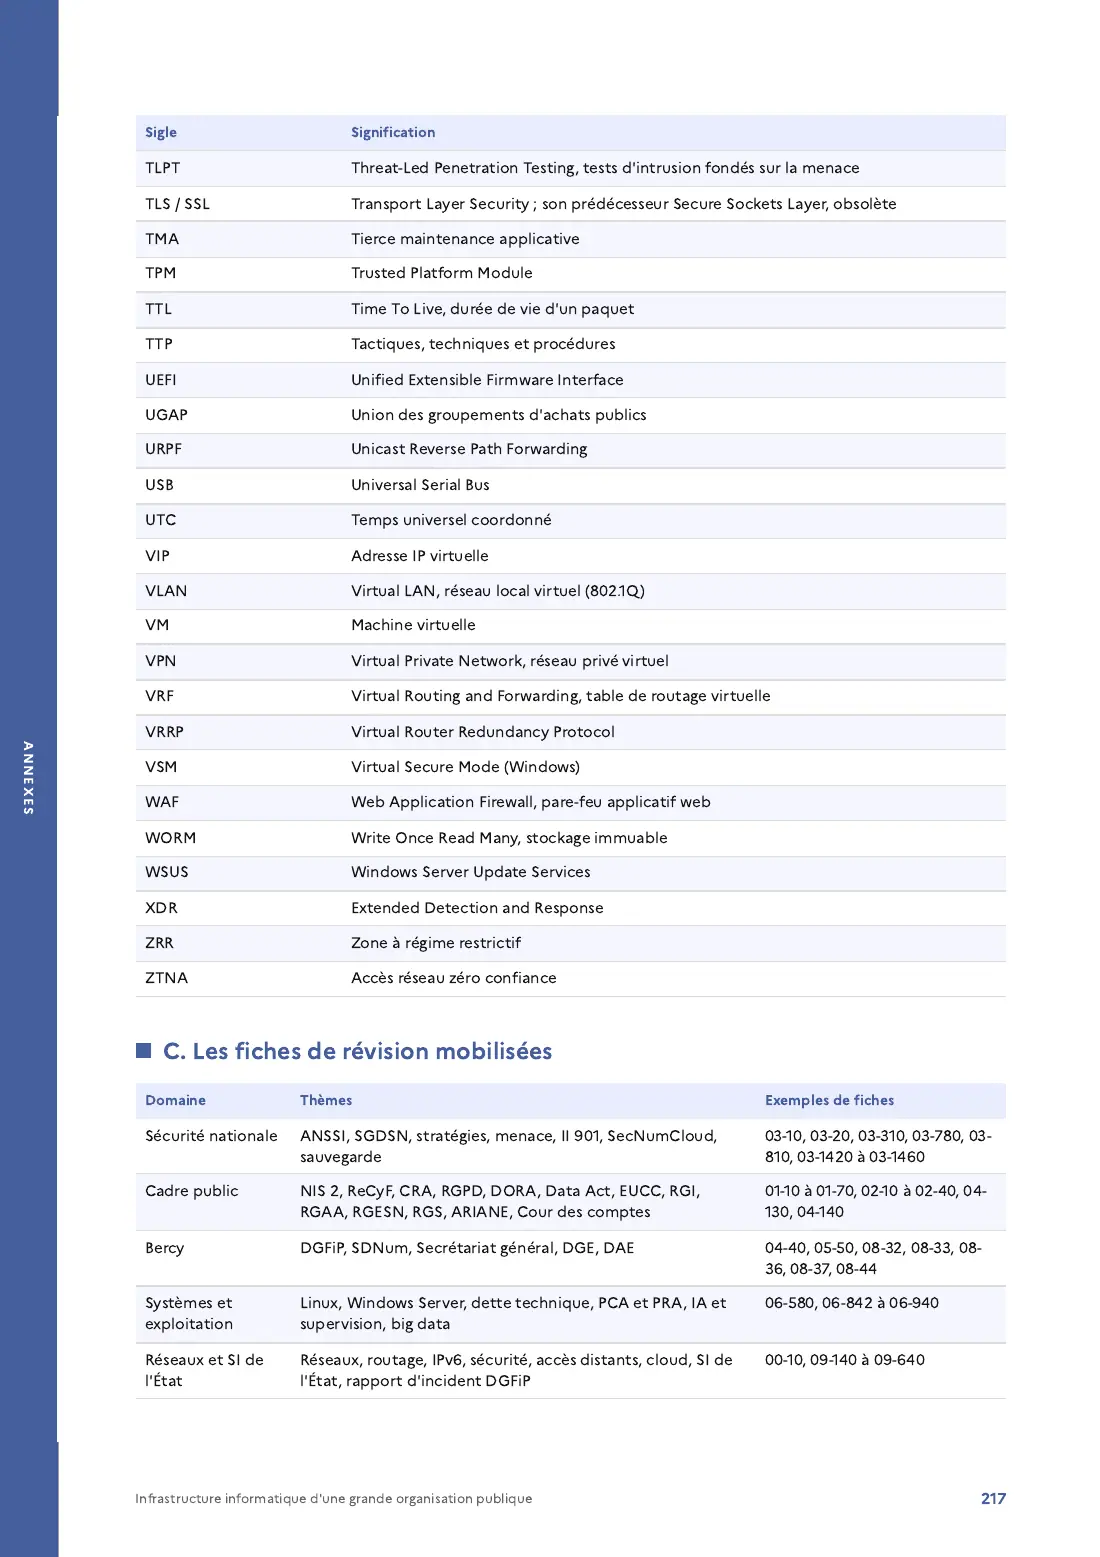 Sigle Signification
TLPT Threat-Led Penetration Testing, tests d'intrusion fondés sur la menace
TLS / SSL Transport Layer Security ; son prédécesseur Secure Sockets Layer, obsolète
TMA Tierce maintenance applicative
TPM Trusted Platform Module
TTL Time To Live, durée de vie d'un paquet
TTP Tactiques, techniques et procédures
UEFI Unified Extensible Firmware Interface
UGAP Union des groupements d'achats publics
URPF Unicast Reverse Path Forwarding
USB Universal Serial Bus
UTC Temps universel coordonné
VIP Adresse IP virtuelle
VLAN Virtual LAN, réseau local virtuel (802.1Q)
VM Machine virtuelle
VPN Virtual Private Network, réseau privé virtuel
VRF Virtual Routing and Forwarding, table de routage virtuelle
VRRP Virtual Router Redundancy Protocol
VSM Virtual Secure Mode (Windows)
WAF Web Application Firewall, pare-feu applicatif web
WORM Write Once Read Many, stockage immuable
WSUS Windows Server Update Services
XDR Extended Detection and Response
ZRR Zone à régime restrictif
ZTNA Accès réseau zéro confiance
ANNEXES
C. Les fiches de révision mobilisées
Domaine Thèmes Exemples de fiches
Sécurité nationale ANSSI, SGDSN, stratégies, menace, II 901, SecNumCloud, 03-10, 03-20, 03-310, 03-780, 03-
sauvegarde 810, 03-1420 à 03-1460
Cadre public NIS 2, ReCyF, CRA, RGPD, DORA, Data Act, EUCC, RGI, 01-10 à 01-70, 02-10 à 02-40, 04-
RGAA, RGESN, RGS, ARIANE, Cour des comptes 130, 04-140
Bercy DGFiP, SDNum, Secrétariat général, DGE, DAE 04-40, 05-50, 08-32, 08-33, 08-
36, 08-37, 08-44
Systèmes et Linux, Windows Server, dette technique, PCA et PRA, IA et 06-580, 06-842 à 06-940
exploitation supervision, big data
Réseaux et SI de Réseaux, routage, IPv6, sécurité, accès distants, cloud, SI de 00-10, 09-140 à 09-640
l'État l'État, rapport d'incident DGFiP
Infrastructure informatique d'une grande organisation publique 217